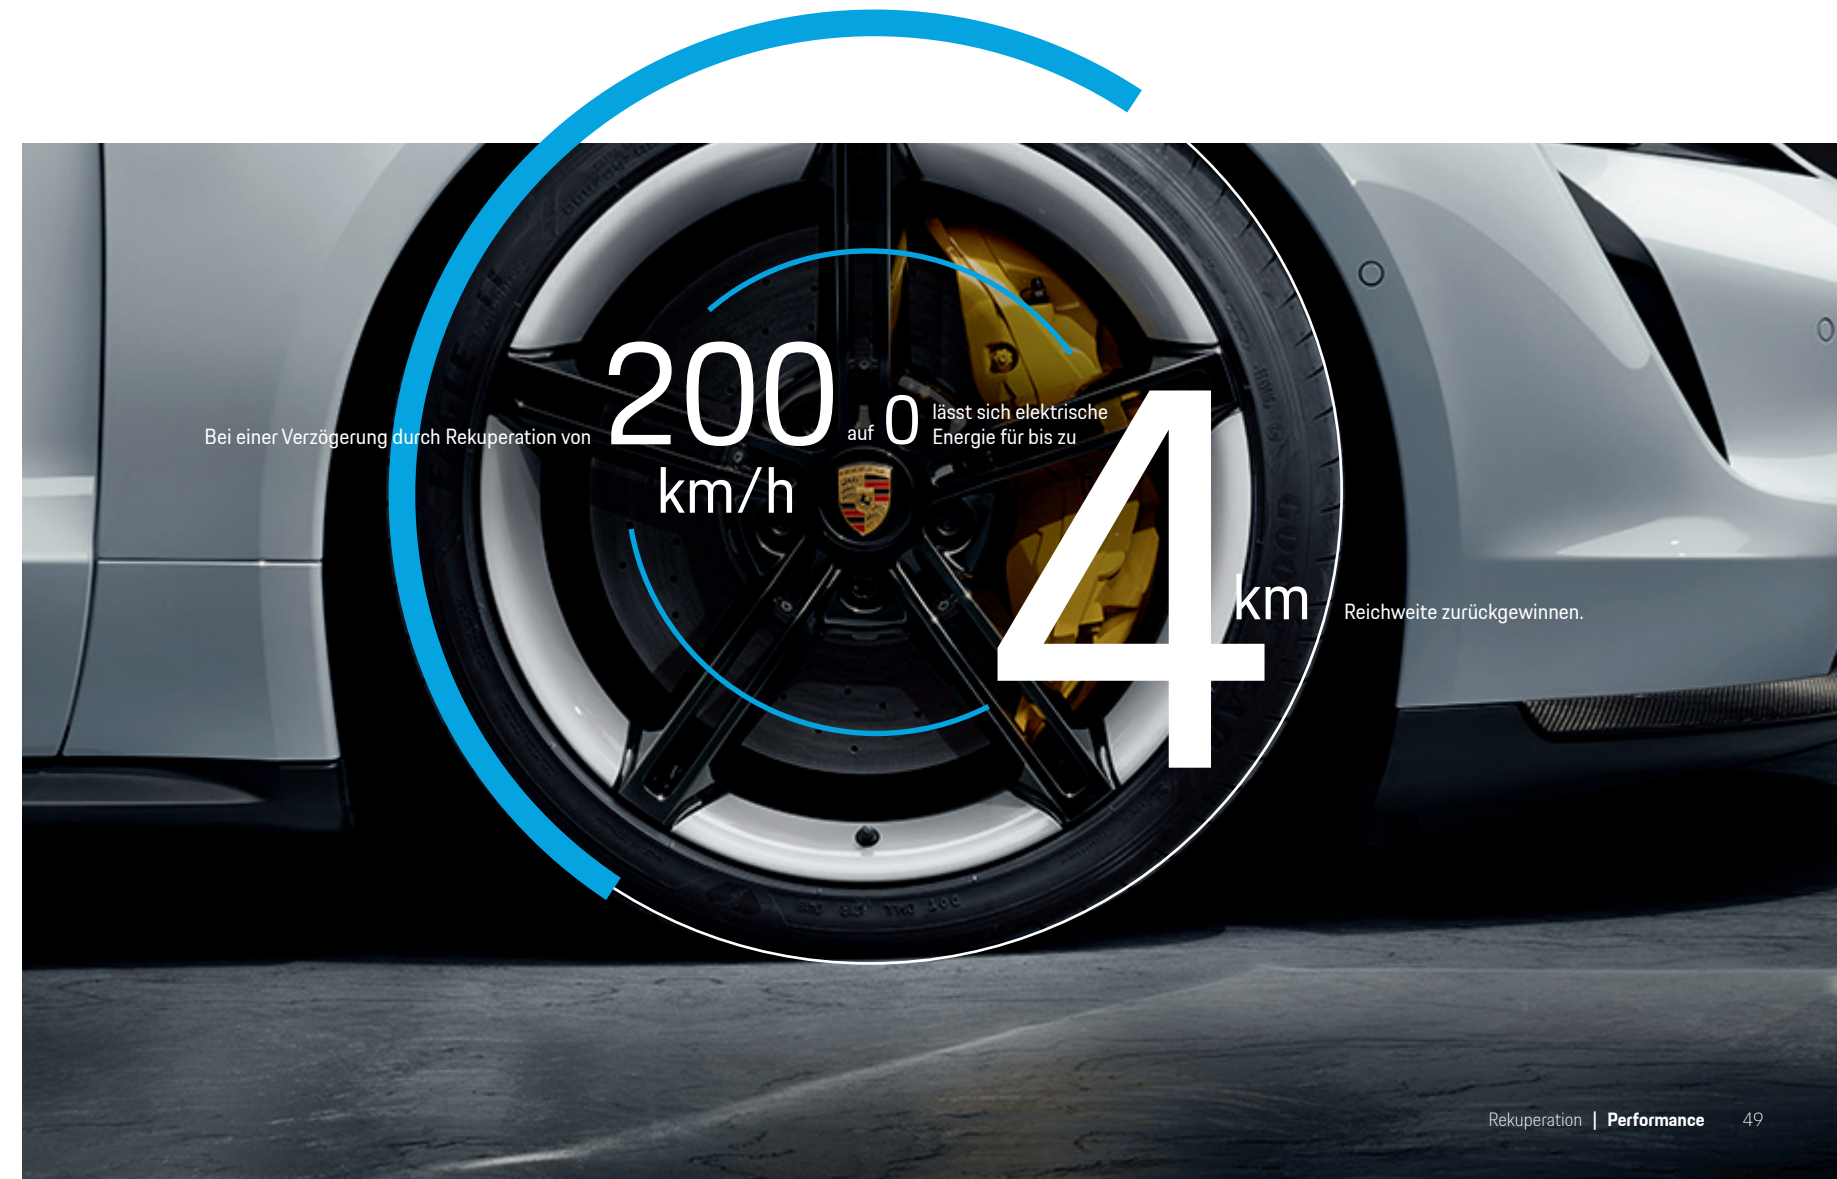 Bei einer Verzögerung durch Rekuperation von 200 auf 0 lässt sich elektrische
Energie für bis zu
km/h
4
km
Reichweite zurückgewinnen.
Rekuperation | Performance 49